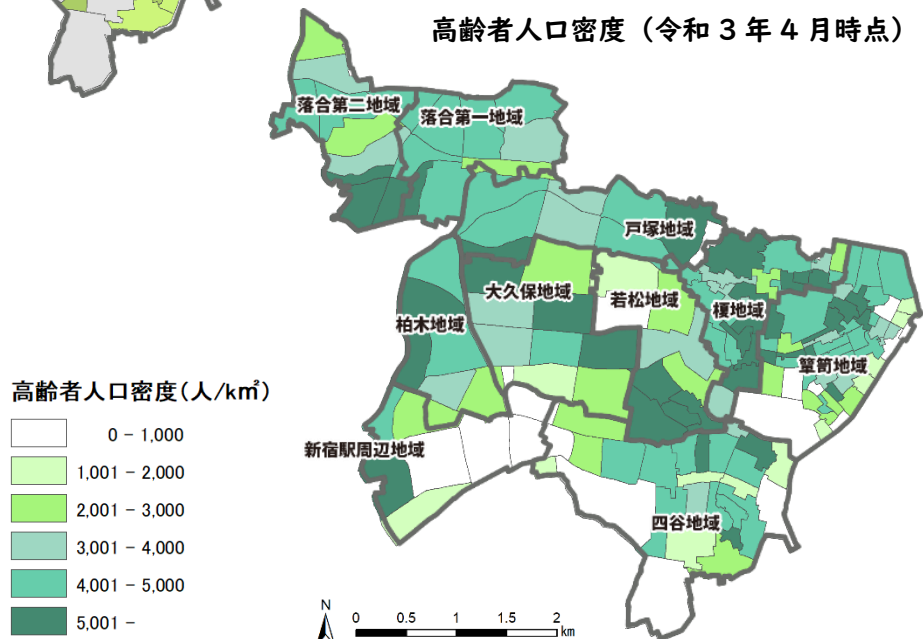 高齢者人口密度（令和３年４月時点）
落合第二地域
落合第一地域
戸塚地域
大久保地域
若松地域
榎地域
柏木地域
簞笥地域
新宿駅周辺地域
四谷地域
高齢者人口密度(人/k㎡)
0 - 1,000
1,001 - 2,000
2,001 - 3,000
3,001 - 4,000
4,001 - 5,000
5,001 -
N
0 0.5 1 1.5 2
km